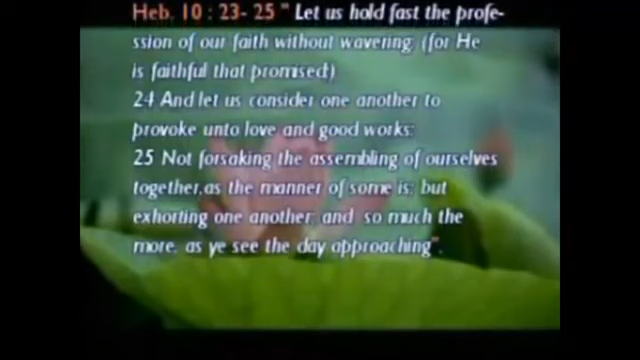 Heb. 10 : 23- 25 " Let us hold fast the profe-
ssion of our faith without wavering; (for He
is faithful that promised;)
24 And let us consider one another to
provoke unto love and good works:
25 Not forsaking the assembling of ourselves
together,as the manner of some is; but
exhorting one another; and so much the
more, as ye see the day approaching".